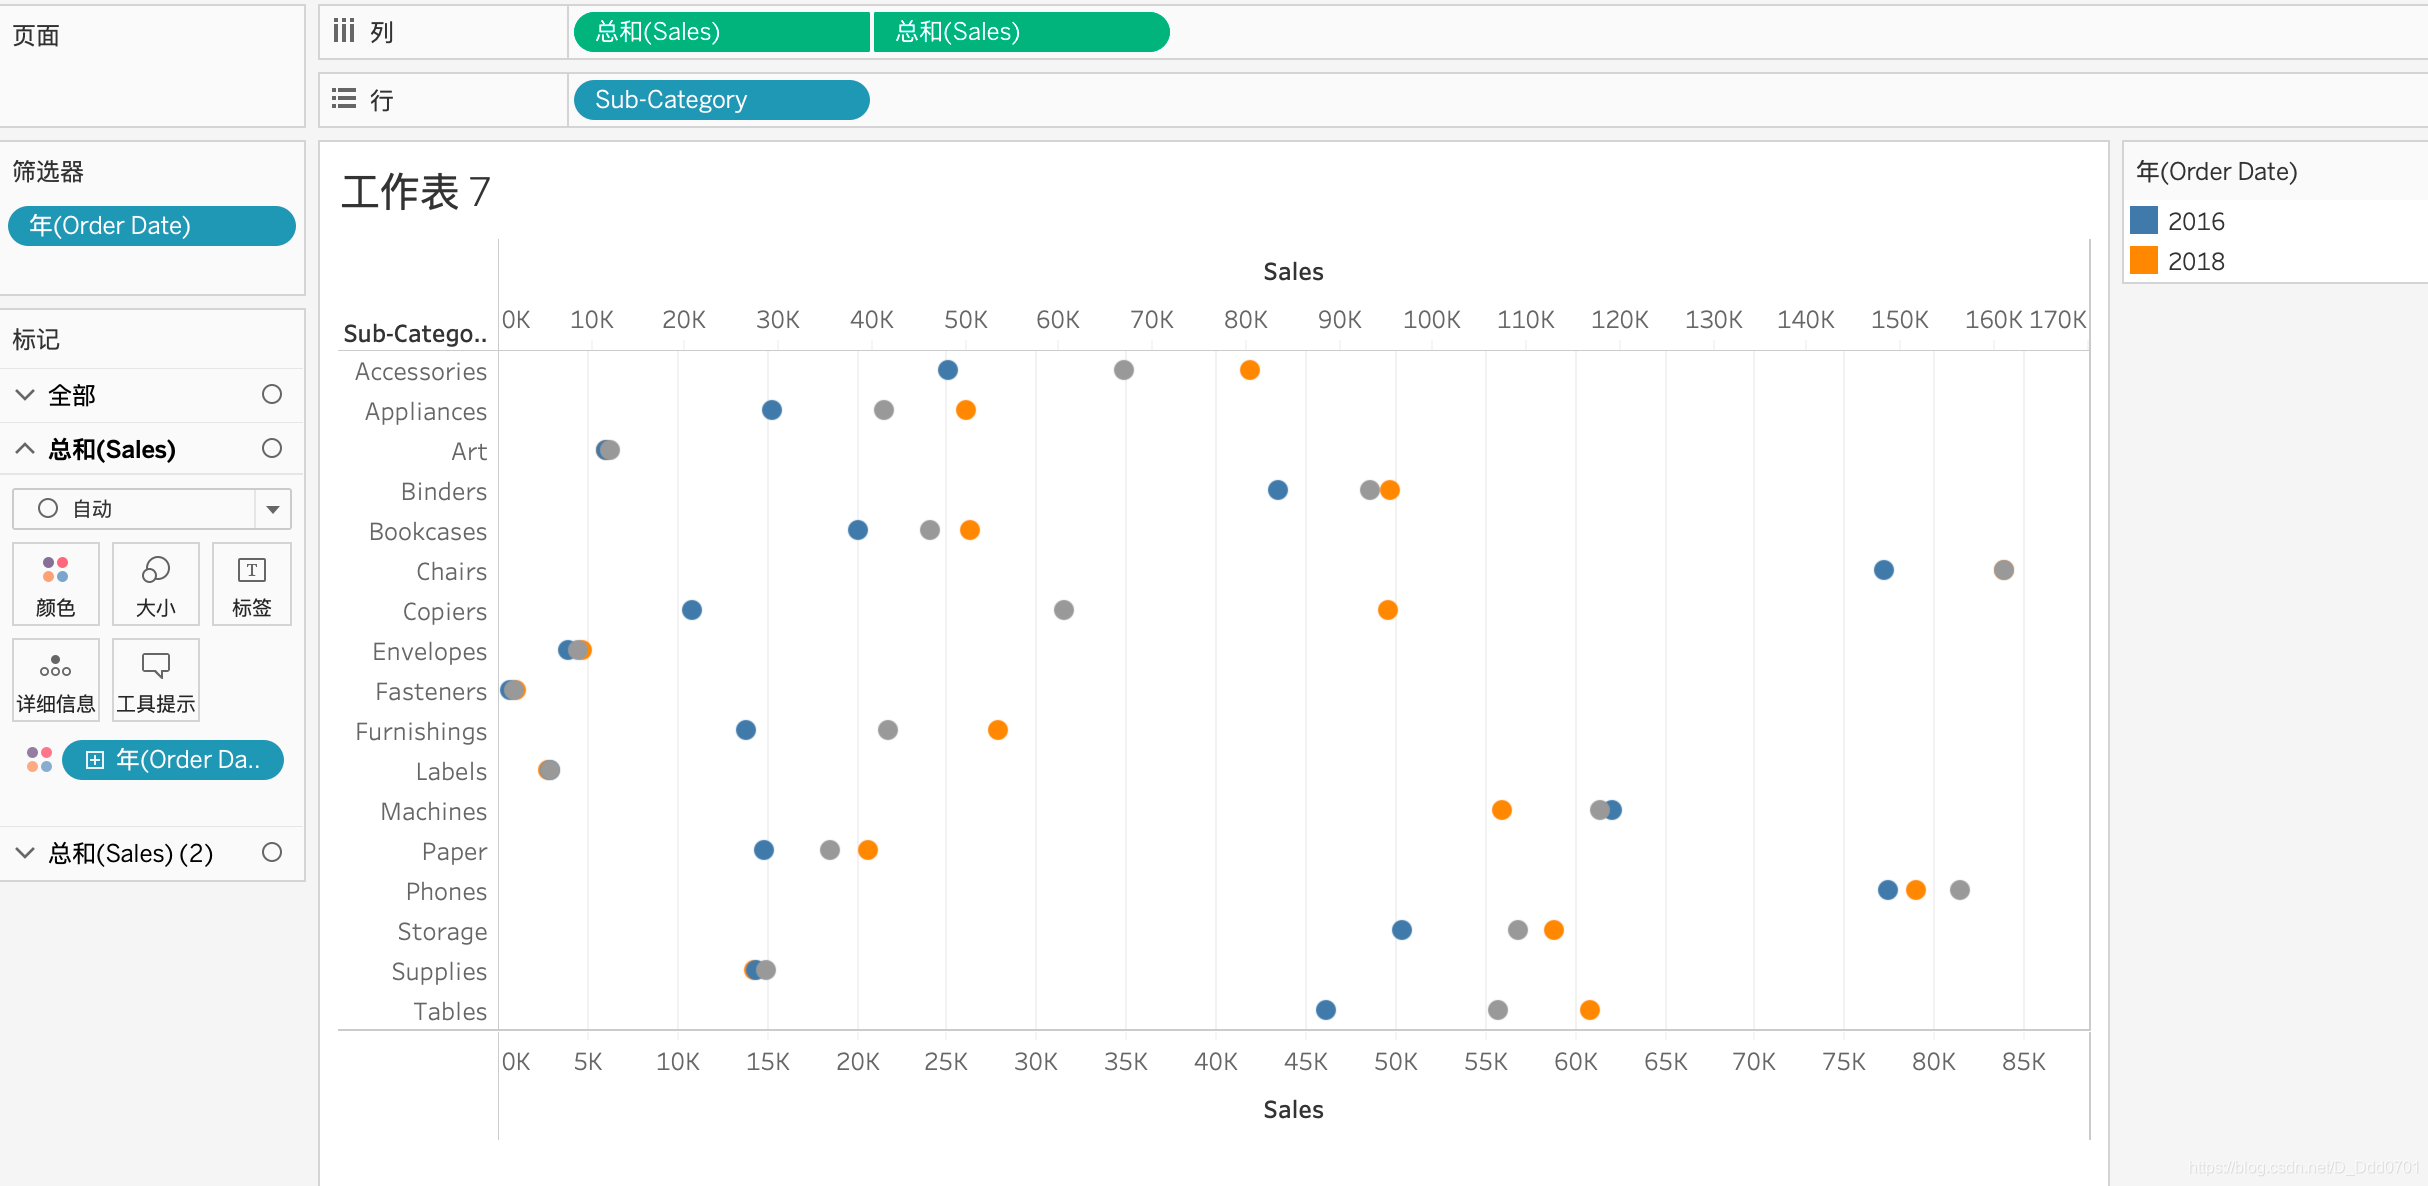 页面
列
总和(Sales)
总和(Sales)
行
Sub-Category
筛选器
年(Order Date)
标记
全部
总和(Sales)
自动
颜色
大小
T
标签
详细信息
工具提示
年(Order Da..
总和(Sales) (2)
工作表 7
Sales
Sub-Catego..
0K 10K 20K 30K 40K 50K 60K 70K 80K 90K 100K 110K 120K 130K 140K 150K 160K 170K
Accessories
Appliances
Art
Binders
Bookcases
Chairs
Copiers
Envelopes
Fasteners
Furnishings
Labels
Machines
Paper
Phones
Storage
Supplies
Tables
0K 5K 10K 15K 20K 25K 30K 35K 40K 45K 50K 55K 60K 65K 70K 75K 80K 85K
Sales
年(Order Date)
2016
2018
https://blog.csdn.net/D_Ddd0701